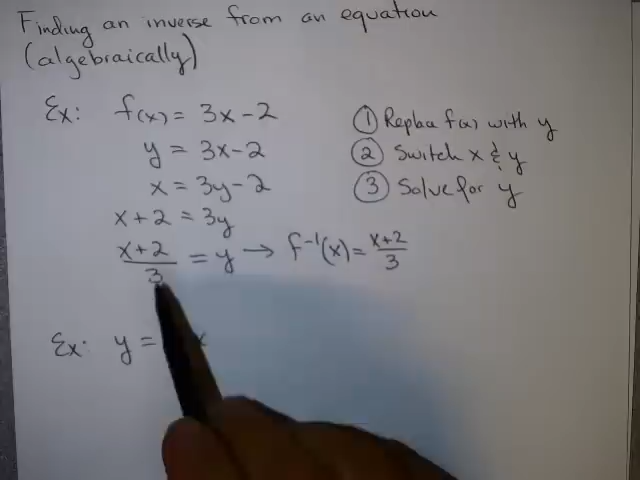 Finding an inverse from an equation
(algebraically)
Ex: f(x) = 3x-2
y = 3x-2
x = 3y-2
x+2 = 3y
x+2/3 = y → f⁻¹(x) = x+2/3
① Replace f(x) with y
② Switch x & y
③ Solve for y
Ex: y = x